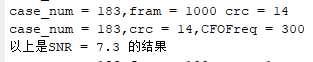 case_num = 183,fram = 1000 crc = 14
case_num = 183,crc = 14,CFOFreq = 300
以上是SNR = 7.3 的结果